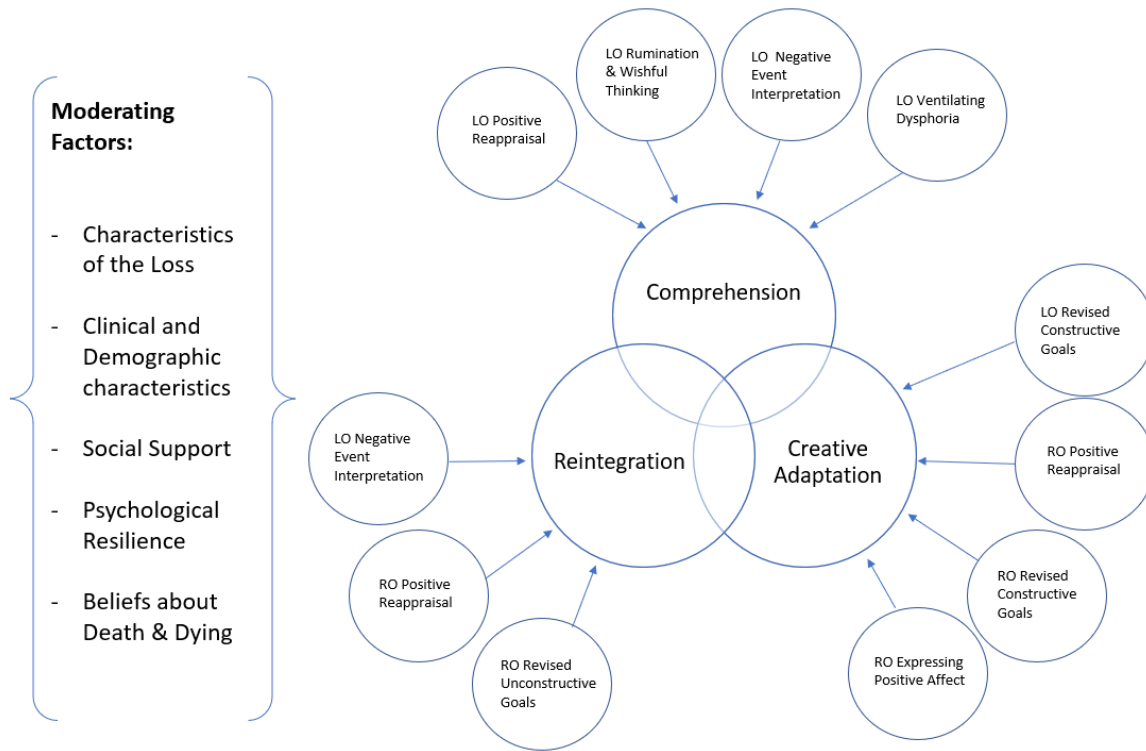 Moderating
Factors:
- Characteristics
of the Loss
- Clinical and
Demographic
characteristics
- Social Support
- Psychological
Resilience
- Beliefs about
Death & Dying
LO Positive
Reappraisal
LO Rumination
& Wishful
Thinking
LO Negative
Event
Interpretation
LO Ventilating
Dysphoria
Comprehension
LO Revised
Constructive
Goals
LO Negative
Event
Interpretation
Reintegration
Creative
Adaptation
RO Positive
Reappraisal
RO Positive
Reappraisal
RO Revised
Constructive
Goals
RO Revised
Unconstructive
Goals
RO Expressing
Positive Affect